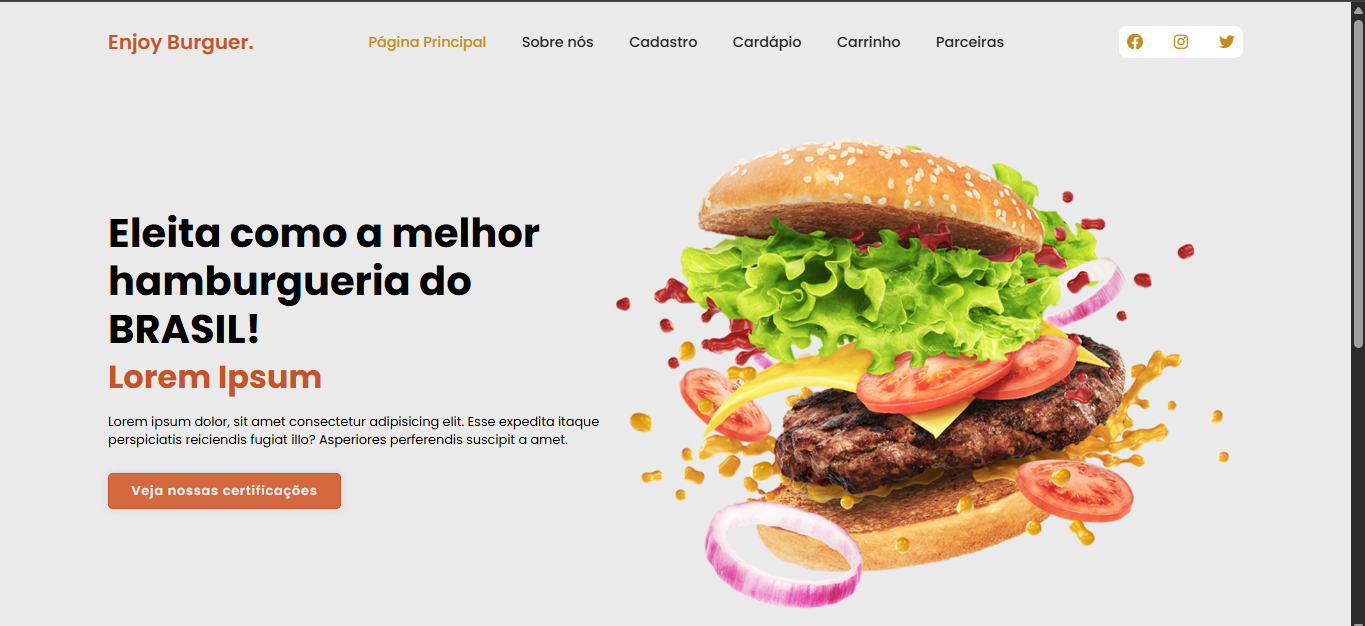 Enjoy Burguer.
Página Principal
Sobre nós
Cadastro
Cardápio
Carrinho
Parceiras
Eleita como a melhor
hamburgueria do
BRASIL!
Lorem Ipsum
Lorem ipsum dolor, sit amet consectetur adipisicing elit. Esse expedita itaque
perspiciatis reiciendis fugiat illo? Asperiores perferendis suscipit a amet.
Veja nossas certificações